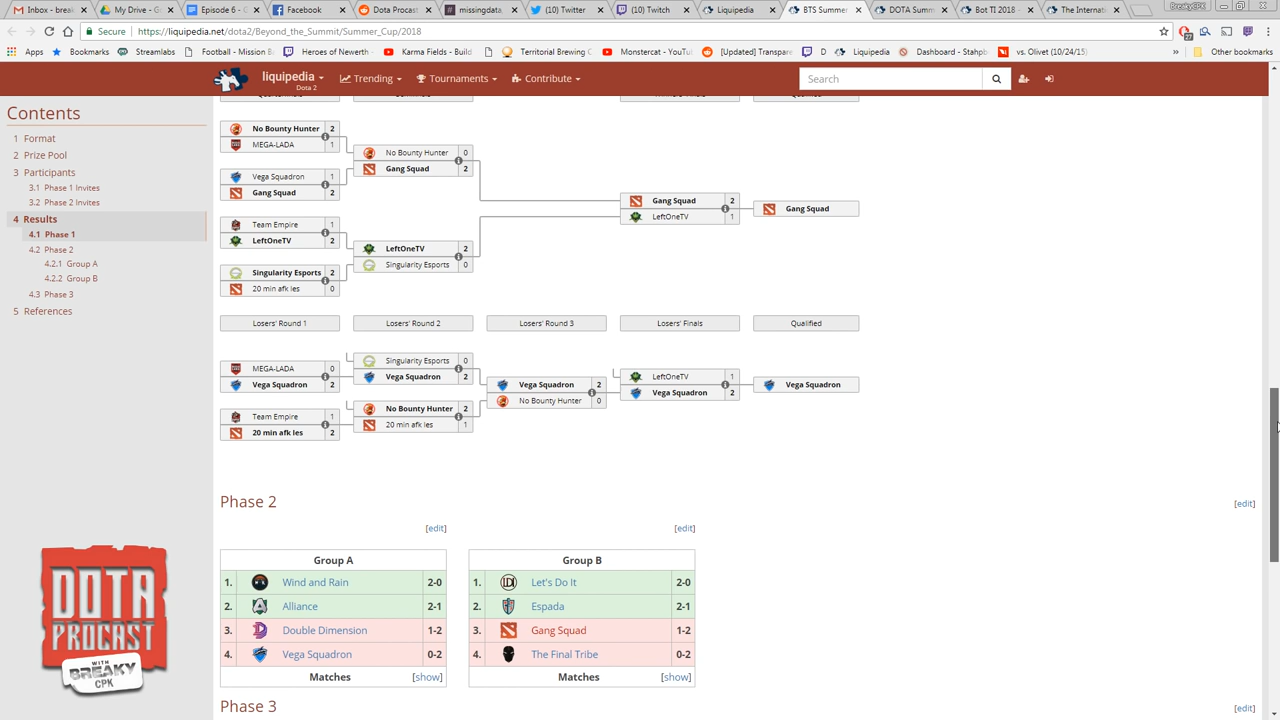 Inbox - break
My Drive - G
Episode 6 - C
Facebook
Dota Procast
missingdata
(10) Twitter
(1) Twitch
Liquipedia
BTS Summer
DOTA Summ
Bot TI 2018 -
The Internati
BreakyCPK
Secure
https://liquipedia.net/dota2/Beyond_the_Summit/Summer_Cup/2018
Apps
Bookmarks
Streamlabs
Football - Mission B
Heroes of Newerth
Karma Fields - Build
Territorial Brewing C
Monstercat - YouTu
[Updated] Transpare
D
Liquipedia
Dashboard - Stahpb
vs. Olivet (10/24/15)
»
Other bookmarks
liquipedia
Dota 2
Trending
Tournaments
Contribute
Search
Contents
1 Format
2 Prize Pool
3 Participants
3.1 Phase 1 Invites
3.2 Phase 2 Invites
4 Results
4.1 Phase 1
4.2 Phase 2
4.2.1 Group A
4.2.2 Group B
4.3 Phase 3
5 References
No Bounty Hunter 2
MEGA-LADA 1
Vega Squadron 1
Gang Squad 2
Team Empire 1
LeftOneTV 2
Singularity Esports 2
20 min afk les 0
No Bounty Hunter 0
Gang Squad 2
LeftOneTV 2
Singularity Esports 0
Gang Squad 2
LeftOneTV 1
Gang Squad
Losers' Round 1
Losers' Round 2
Losers' Round 3
Losers' Finals
Qualified
MEGA-LADA 0
Vega Squadron 2
Team Empire 1
20 min afk les 2
Singularity Esports 0
Vega Squadron 2
No Bounty Hunter 2
20 min afk les 1
Vega Squadron 2
No Bounty Hunter 0
LeftOneTV 1
Vega Squadron 2
Vega Squadron
Phase 2
[edit]
[edit]
[edit]
Group A
1. Wind and Rain 2-0
2. Alliance 2-1
3. Double Dimension 1-2
4. Vega Squadron 0-2
Matches [show]
Group B
1. Let's Do It 2-0
2. Espada 2-1
3. Gang Squad 1-2
4. The Final Tribe 0-2
Matches [show]
Phase 3
[edit]
DOTA
PROCAST
WITH
BREAKY
CPK